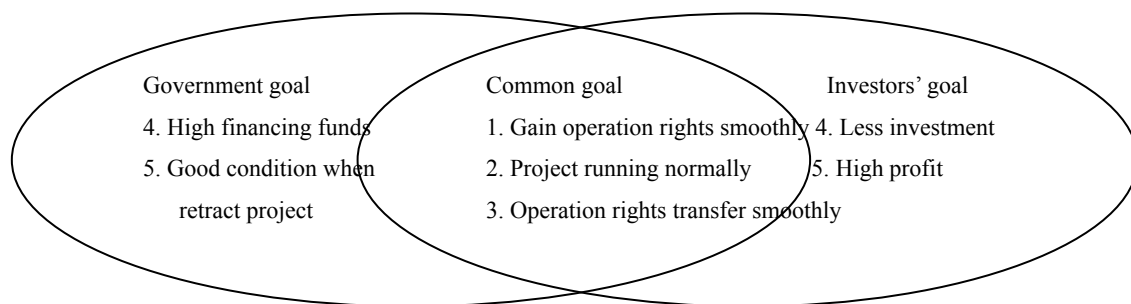 Government goal
4. High financing funds
5. Good condition when
retract project
Common goal
1. Gain operation rights smoothly
2. Project running normally
3. Operation rights transfer smoothly
Investors’ goal
4. Less investment
5. High profit